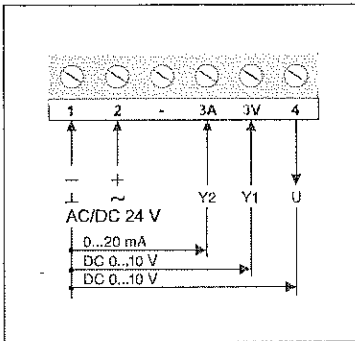 1 2 - 3A 3V 4
− +
⊥ ~ Y2 Y1 U
AC/DC 24 V
0...20 mA
DC 0...10 V
DC 0...10 V